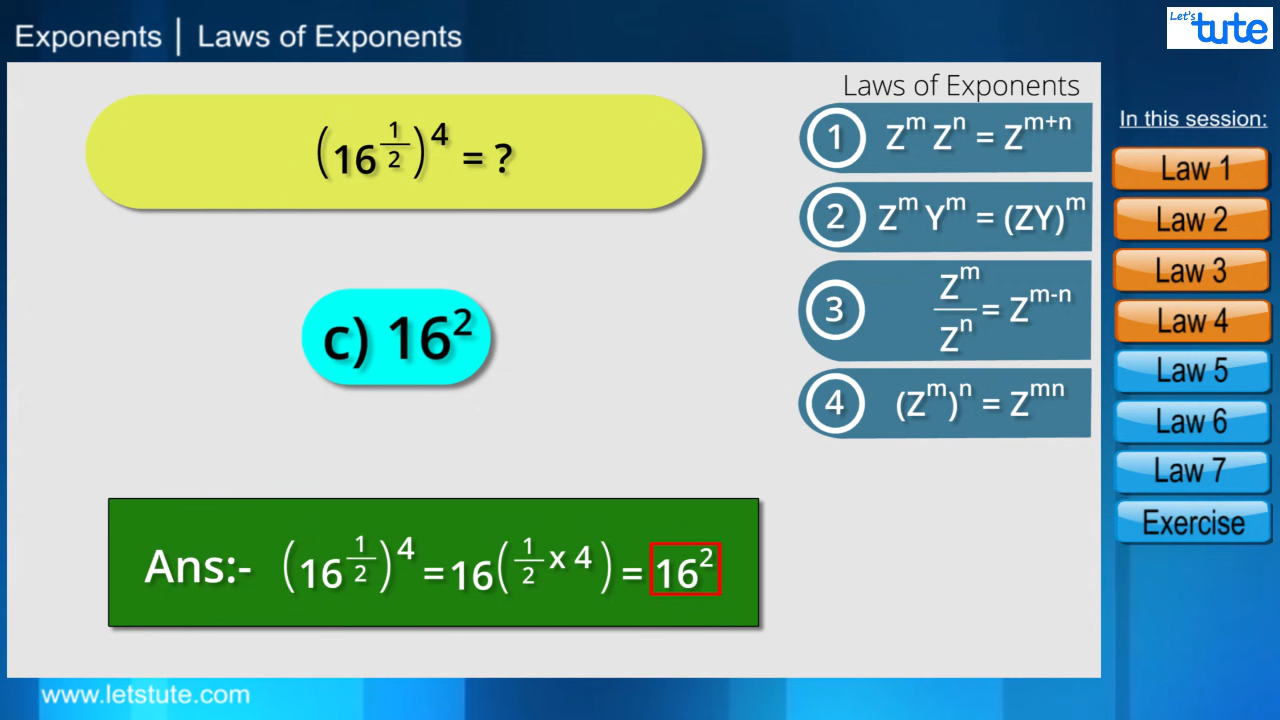 Exponents | Laws of Exponents
Let's tute
(16^(1/2))^4 = ?
c) 16^2
Ans:- (16^(1/2))^4 = 16^(1/2 x 4) = 16^2
Laws of Exponents
1 Z^m Z^n = Z^(m+n)
2 Z^m Y^m = (ZY)^m
3 Z^m/Z^n = Z^(m-n)
4 (Z^m)^n = Z^(mn)
In this session:
Law 1
Law 2
Law 3
Law 4
Law 5
Law 6
Law 7
Exercise
www.letstute.com